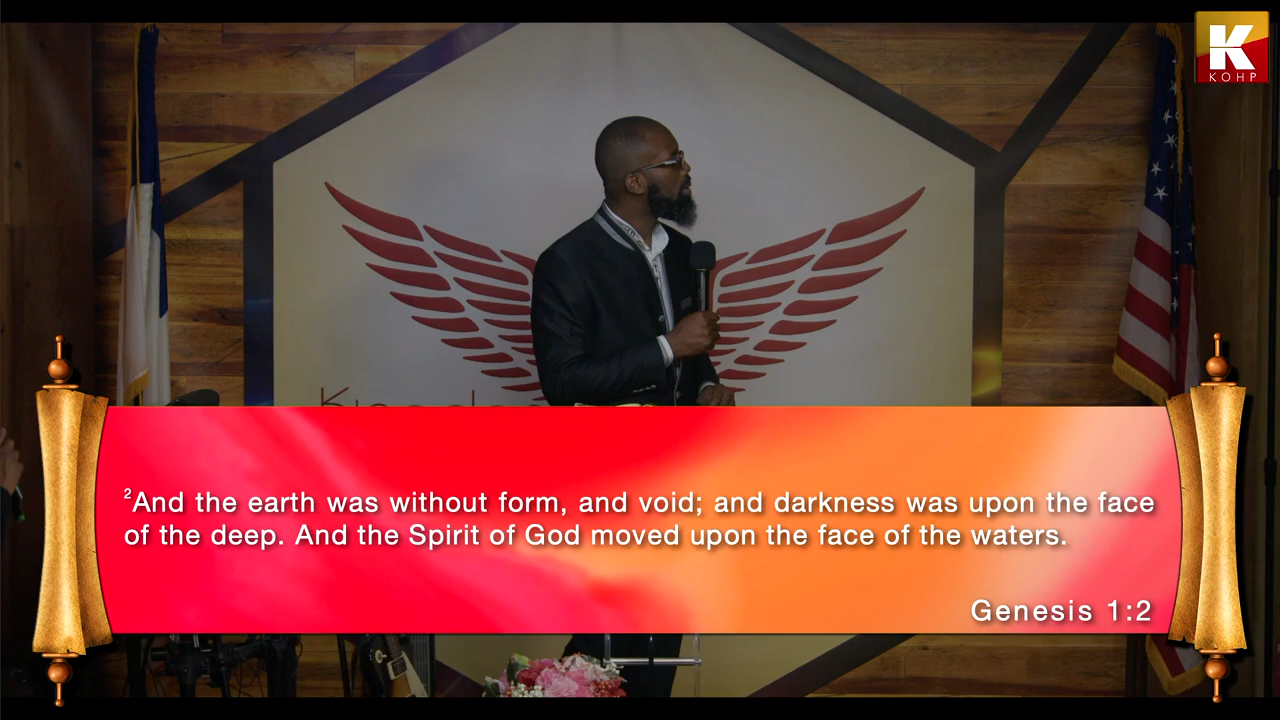 K
KOHP
²And the earth was without form, and void; and darkness was upon the face
of the deep. And the Spirit of God moved upon the face of the waters.
Genesis 1:2